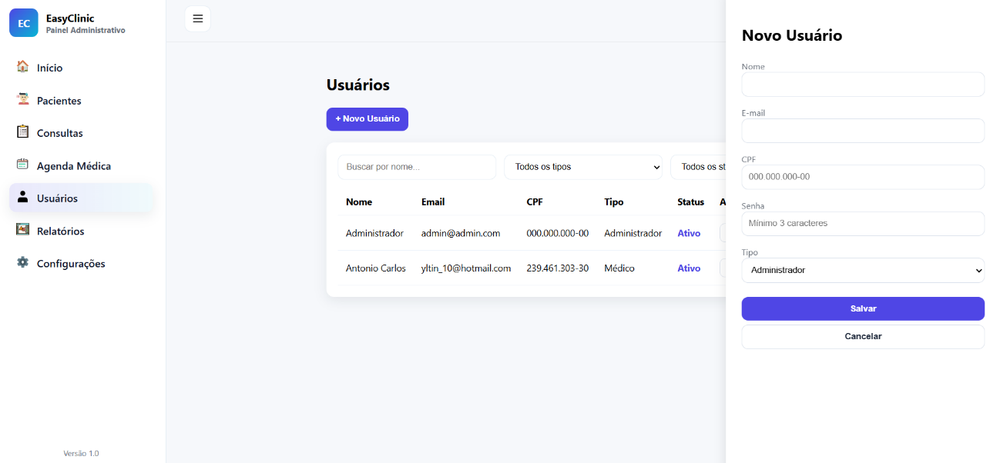 EC
EasyClinic
Painel Administrativo
Início
Pacientes
Consultas
Agenda Médica
Usuários
Relatórios
Configurações
Versão 1.0
Usuários
+ Novo Usuário
Buscar por nome...
Todos os tipos
Todos os st
Nome Email CPF Tipo Status A
Administrador admin@admin.com 000.000.000-00 Administrador Ativo
Antonio Carlos yltin_10@hotmail.com 239.461.303-30 Médico Ativo
Novo Usuário
Nome
E-mail
CPF
000.000.000-00
Senha
Mínimo 3 caracteres
Tipo
Administrador
Salvar
Cancelar